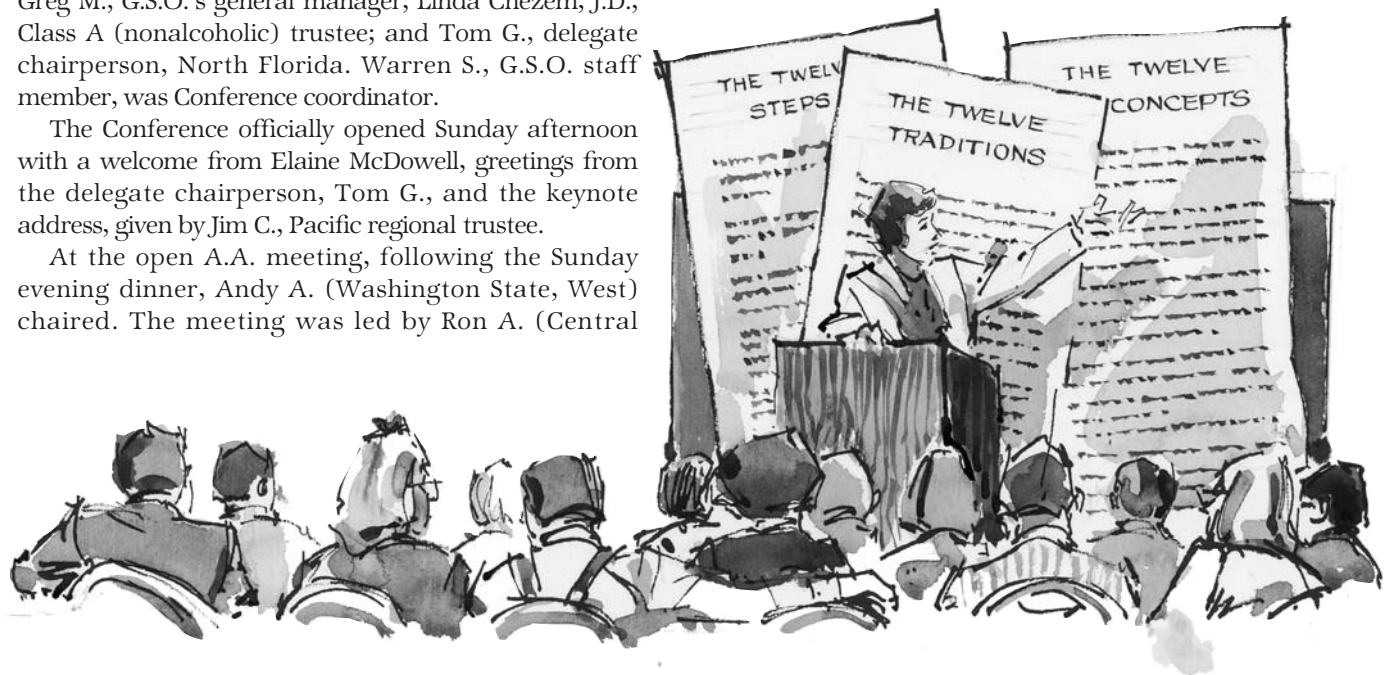 Greg M., G.S.O.'s general manager; Linda Chezem, J.D.,
Class A (nonalcoholic) trustee; and Tom G., delegate
chairperson, North Florida. Warren S., G.S.O. staff
member, was Conference coordinator.
The Conference officially opened Sunday afternoon
with a welcome from Elaine McDowell, greetings from
the delegate chairperson, Tom G., and the keynote
address, given by Jim C., Pacific regional trustee.
At the open A.A. meeting, following the Sunday
evening dinner, Andy A. (Washington State, West)
chaired. The meeting was led by Ron A. (Central
THE TWELV
STEPS
THE TWELVE
TRADITIONS
THE TWELVE
CONCEPTS